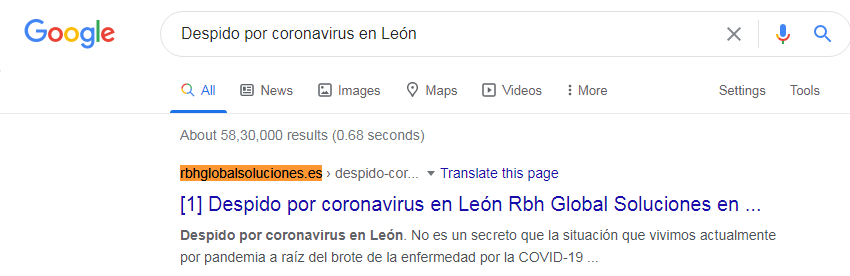 Google
Despido por coronavirus en León
All News Images Maps Videos More Settings Tools
About 58,30,000 results (0.68 seconds)
rbhglobalsoluciones.es › despido-cor... Translate this page
[1] Despido por coronavirus en León Rbh Global Soluciones en ...
Despido por coronavirus en León. No es un secreto que la situación que vivimos actualmente
por pandemia a raíz del brote de la enfermedad por la COVID-19 ...